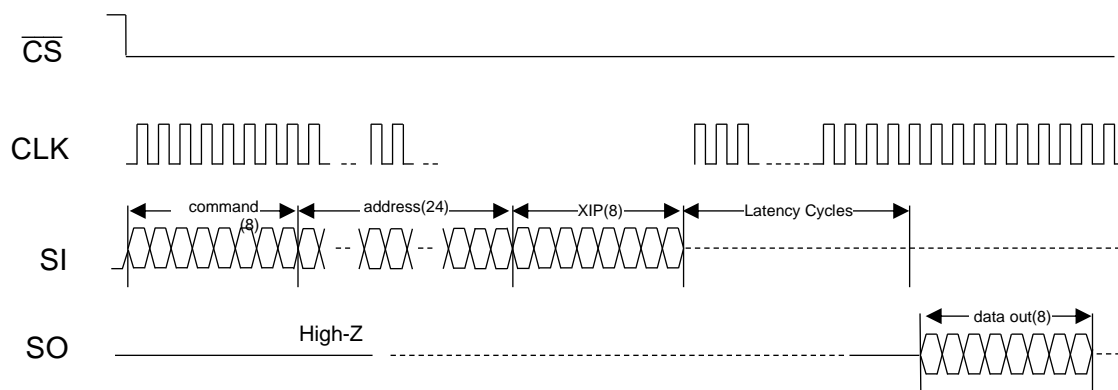 CS
CLK
command
(8)
address(24)
XIP(8)
Latency Cycles
SI
data out(8)
High-Z
SO